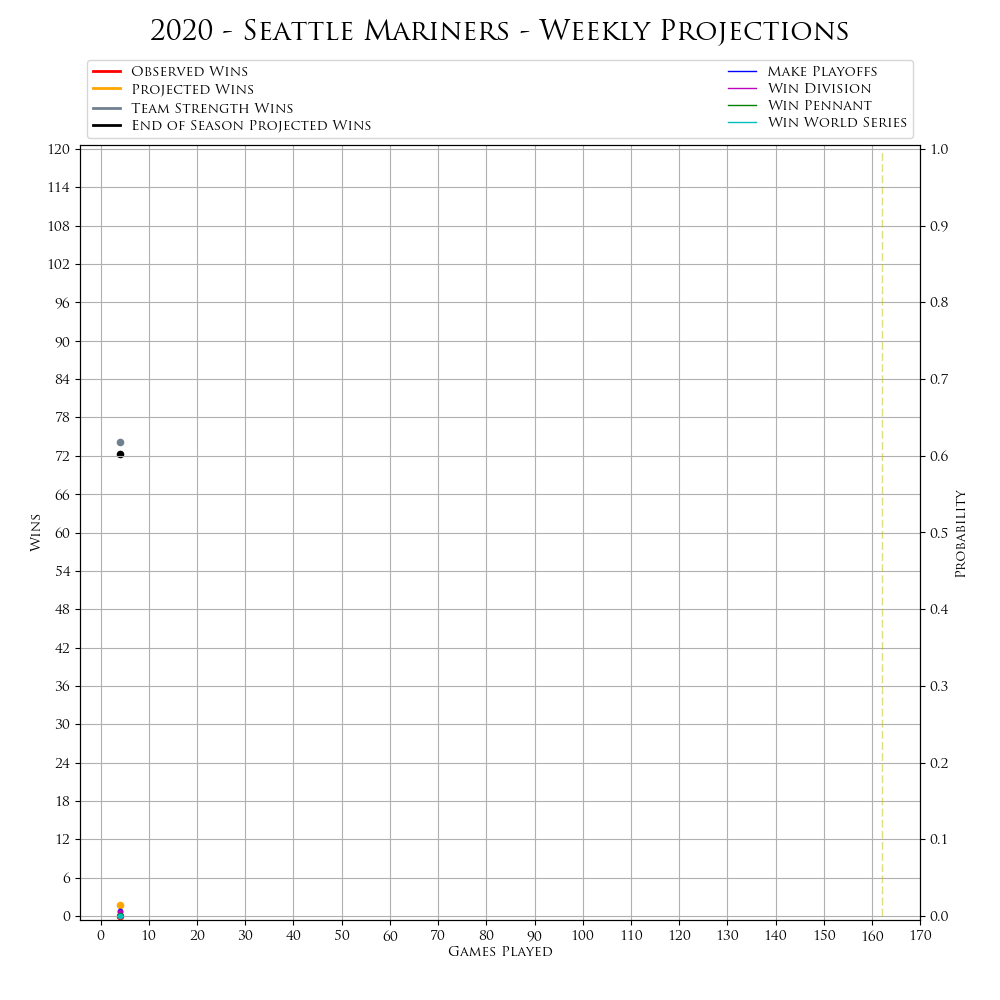 2020 - Seattle Mariners - Weekly Projections
Observed Wins
Projected Wins
Team Strength Wins
End of Season Projected Wins
Make Playoffs
Win Division
Win Pennant
Win World Series
120
114
108
102
96
90
84
78
72
66
60
54
48
42
36
30
24
18
12
6
0
Wins
1.0
0.9
0.8
0.7
0.6
0.5
0.4
0.3
0.2
0.1
0.0
Probability
0 10 20 30 40 50 60 70 80 90 100 110 120 130 140 150 160 170
Games Played